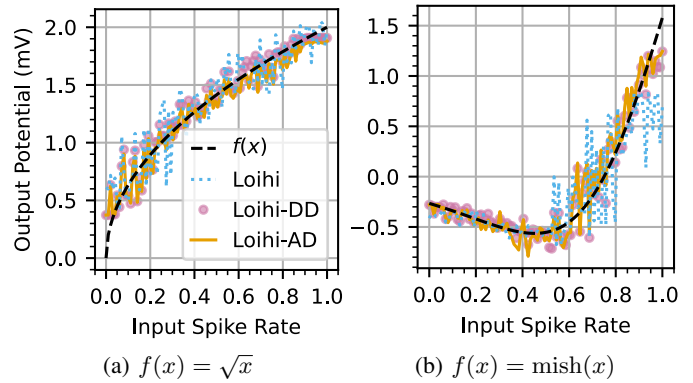 Output Potential (mV)
2.0
1.5
1.0
0.5
0.0
f(x)
Loihi
Loihi-DD
Loihi-AD
0.0 0.2 0.4 0.6 0.8 1.0
Input Spike Rate
(a) f(x) = √x
1.5
1.0
0.5
0.0
−0.5
0.0 0.2 0.4 0.6 0.8 1.0
Input Spike Rate
(b) f(x) = mish(x)